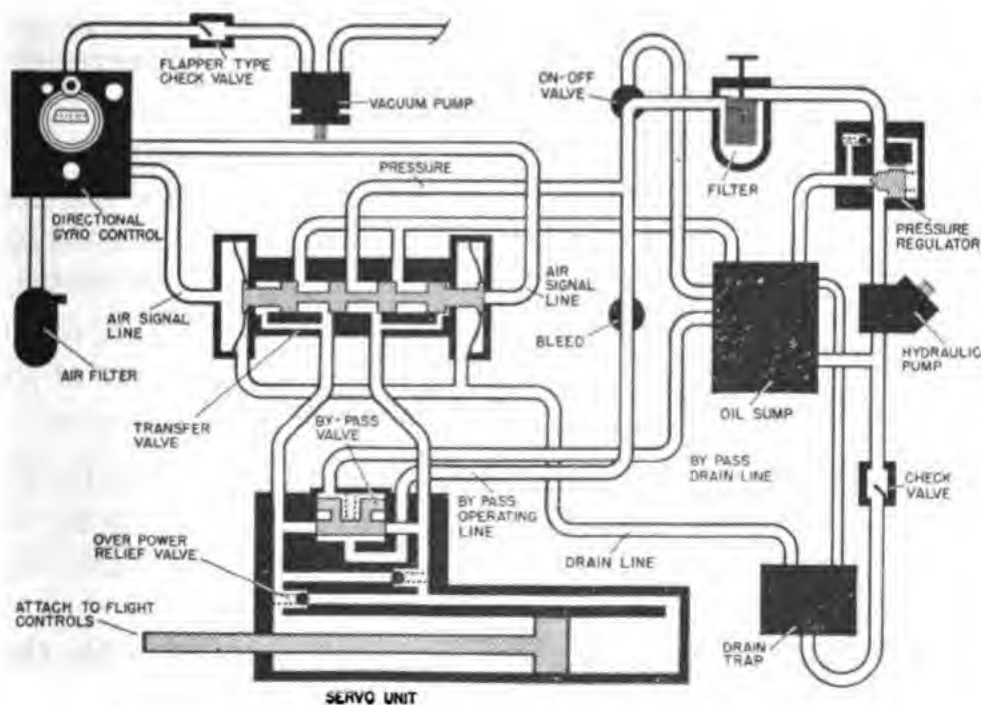 FLAPPER TYPE
CHECK VALVE
VACUUM PUMP
ON-OFF
VALVE
FILTER
PRESSURE
PRESSURE
REGULATOR
DIRECTIONAL
GYRO CONTROL
AIR SIGNAL
LINE
AIR SIGNAL
LINE
AIR FILTER
BLEED
HYDRAULIC
PUMP
OIL SUMP
TRANSFER
VALVE
BY-PASS
VALVE
BY PASS
DRAIN LINE
CHECK
VALVE
BY PASS
OPERATING
LINE
OVER POWER
RELIEF VALVE
DRAIN LINE
ATTACH TO FLIGHT
CONTROLS
DRAIN
TRAP
SERVO UNIT